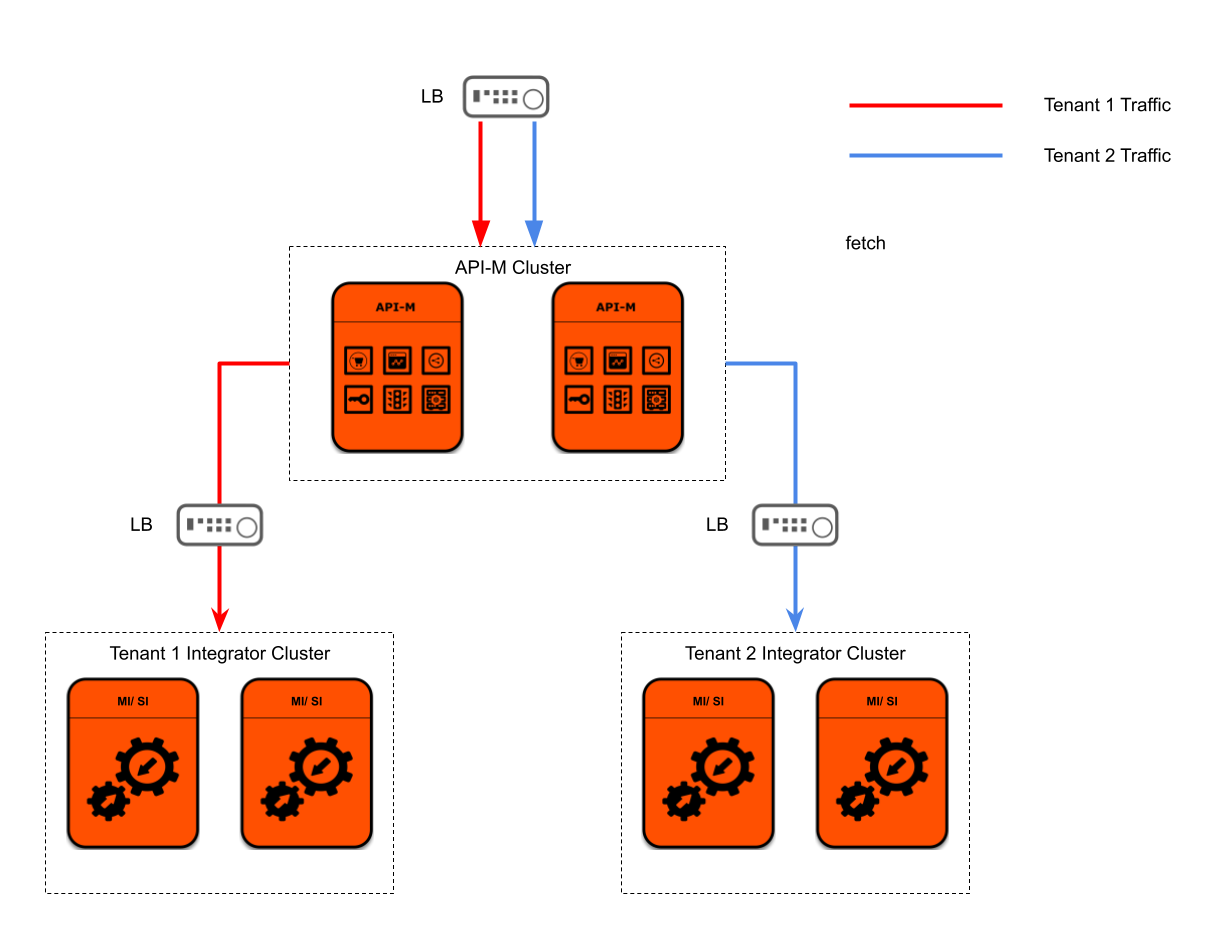 LB
Tenant 1 Traffic
Tenant 2 Traffic
fetch
API-M Cluster
API-M
API-M
LB
LB
Tenant 1 Integrator Cluster
MI/ SI
MI/ SI
Tenant 2 Integrator Cluster
MI/ SI
MI/ SI